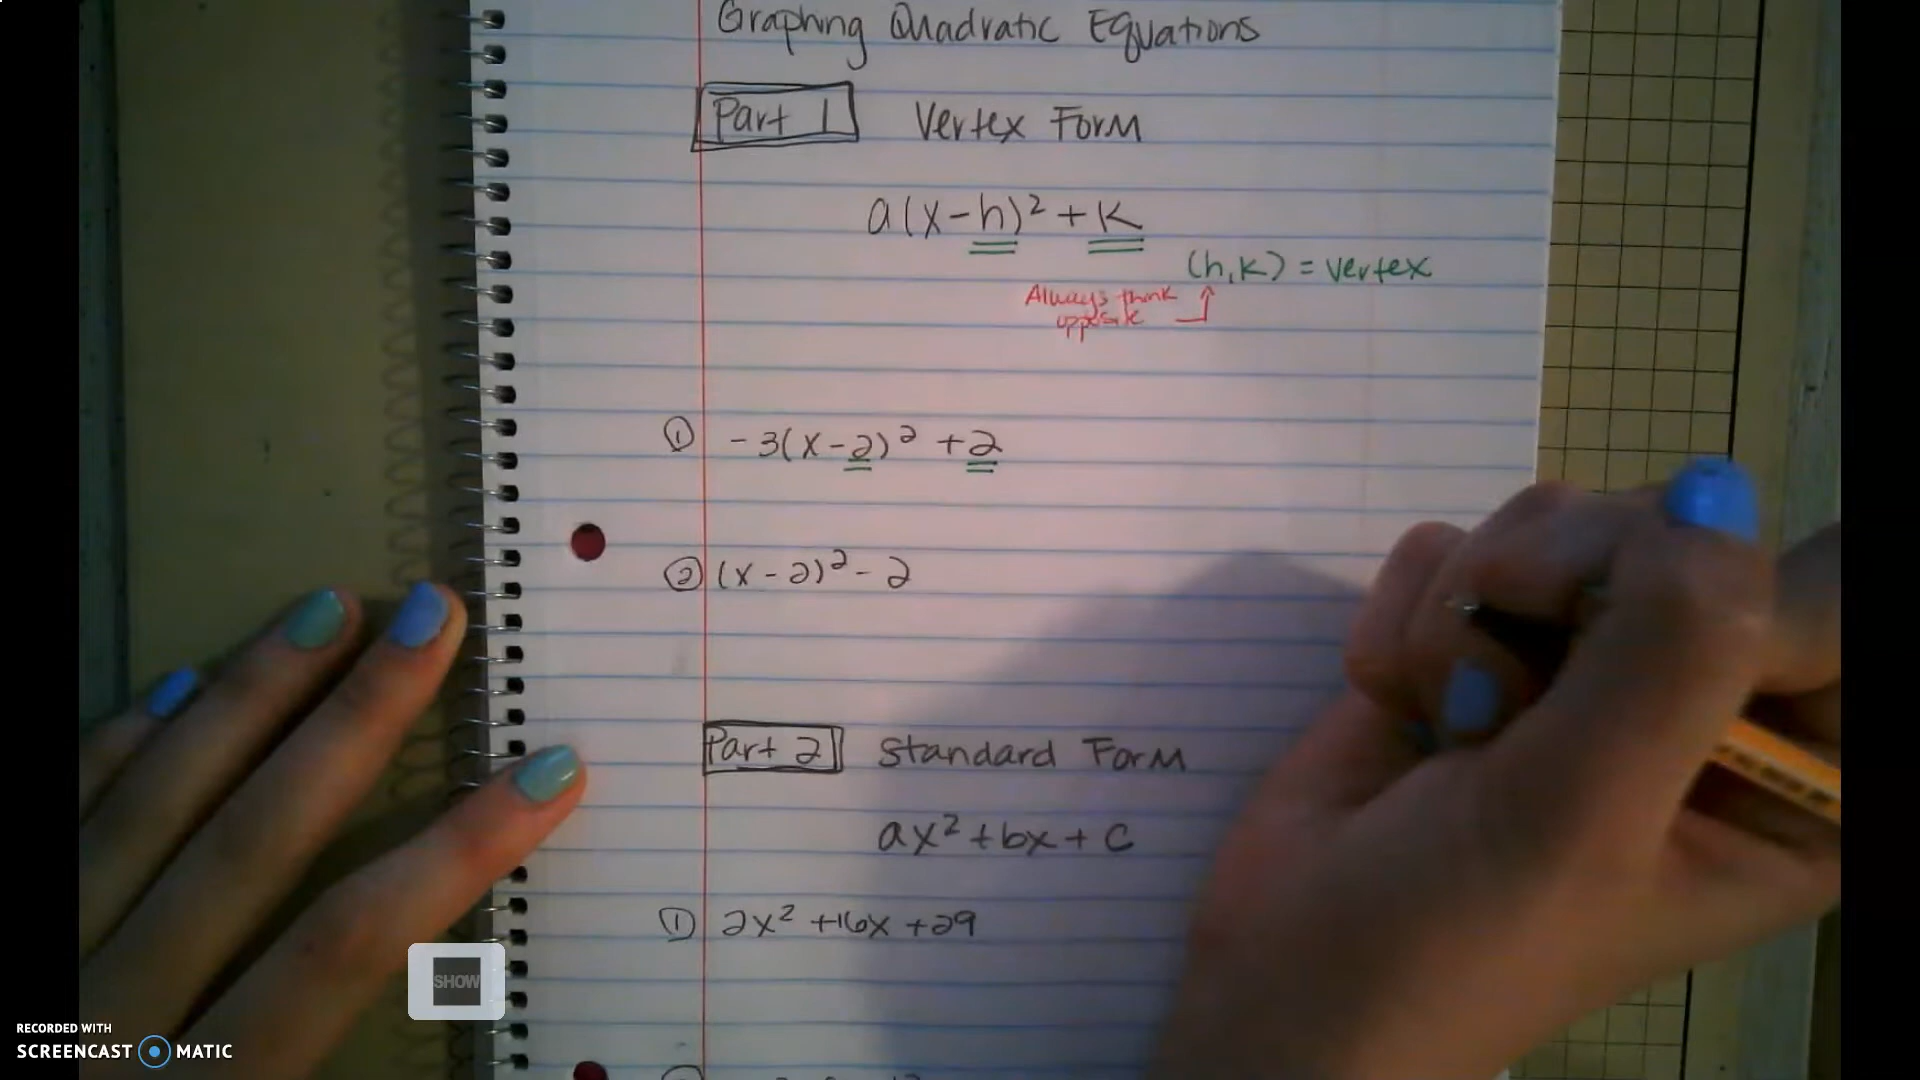 Graphing Quadratic Equations
Part 1 Vertex Form
a(x-h)² + k
(h,k) = vertex
Always think
opposite
① -3(x-2)² +2
② (x-2)² - 2
Part 2 Standard Form
ax² + bx + c
① 2x² +16x +29
SHOW
RECORDED WITH
SCREENCAST MATIC